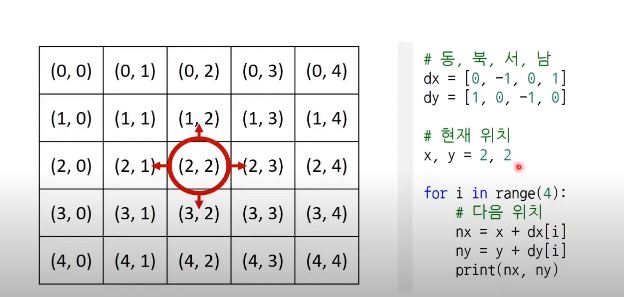 (0, 0) (0, 1) (0, 2) (0, 3) (0, 4)
(1, 0) (1, 1) (1, 2) (1, 3) (1, 4)
(2, 0) (2, 1) (2, 2) (2, 3) (2, 4)
(3, 0) (3, 1) (3, 2) (3, 3) (3, 4)
(4, 0) (4, 1) (4, 2) (4, 3) (4, 4)
# 동, 북, 서, 남
dx = [0, -1, 0, 1]
dy = [1, 0, -1, 0]
# 현재 위치
x, y = 2, 2
for i in range(4):
# 다음 위치
nx = x + dx[i]
ny = y + dy[i]
print(nx, ny)